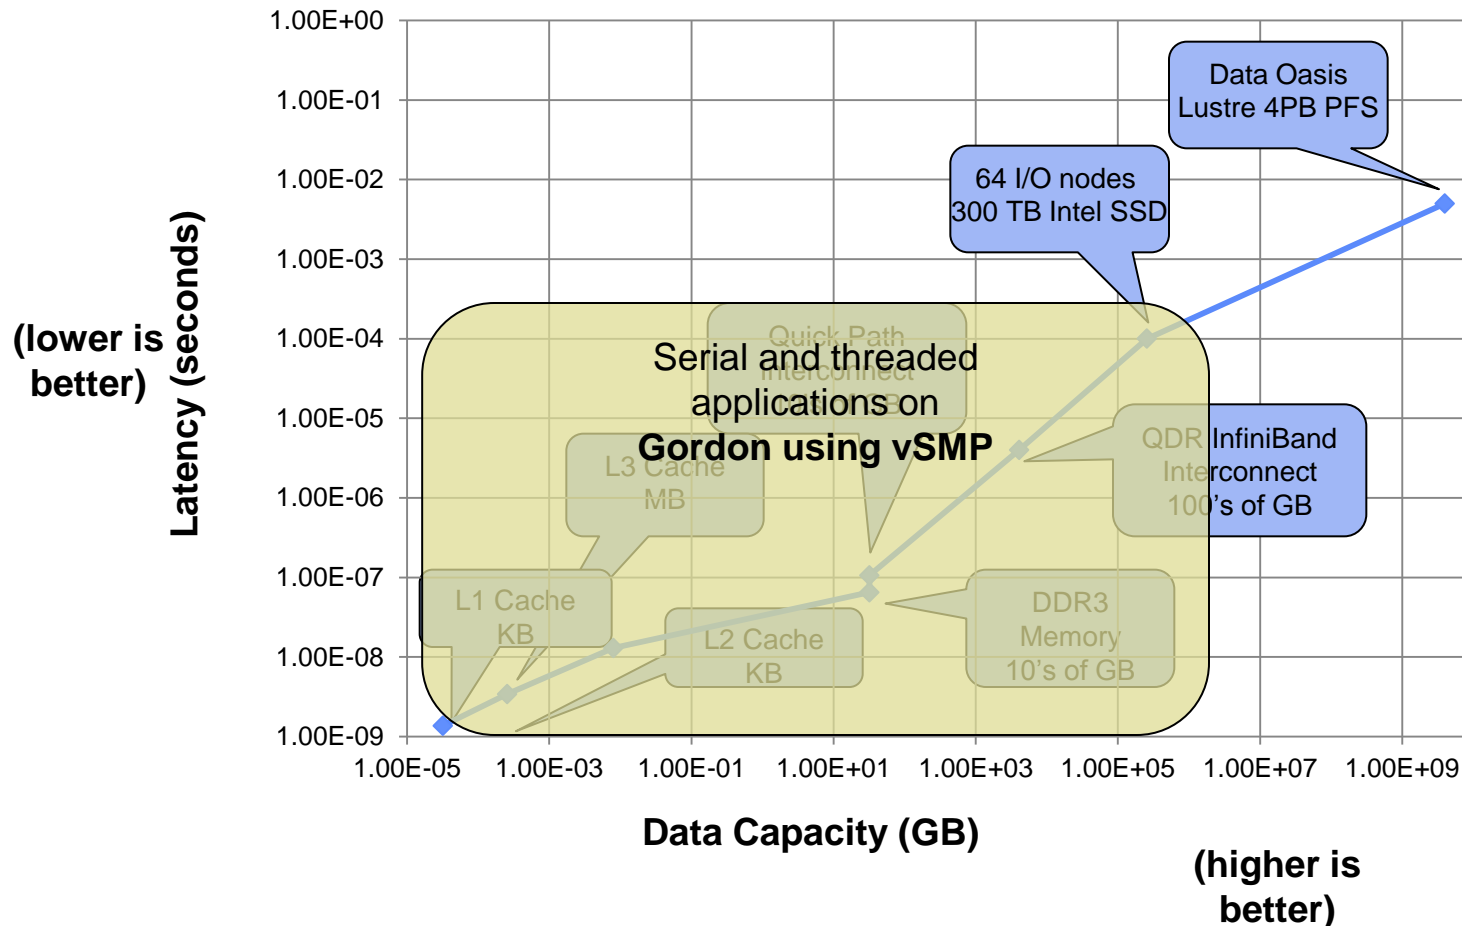 1.00E+00
1.00E-01
1.00E-02
1.00E-03
1.00E-04
1.00E-05
1.00E-06
1.00E-07
1.00E-08
1.00E-09
(lower is
better)
Latency (seconds)
Data Oasis
Lustre 4PB PFS
64 I/O nodes
300 TB Intel SSD
Quick Path
Interconnect
10's of GB
Serial and threaded
applications on
Gordon using vSMP
L3 Cache
MB
QDR InfiniBand
Interconnect
100's of GB
L1 Cache
KB
L2 Cache
KB
DDR3
Memory
10's of GB
1.00E-05
1.00E-03
1.00E-01
1.00E+01
1.00E+03
1.00E+05
1.00E+07
1.00E+09
Data Capacity (GB)
(higher is
better)